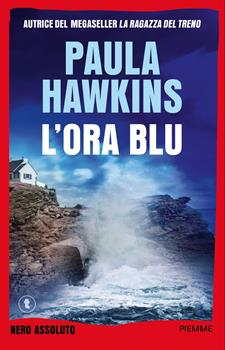 AUTRICE DEL MEGASELLER LA RAGAZZA DEL TRENO
PAULA
HAWKINS
L'ORA BLU
t
NERO ASSOLUTO
PIEMME